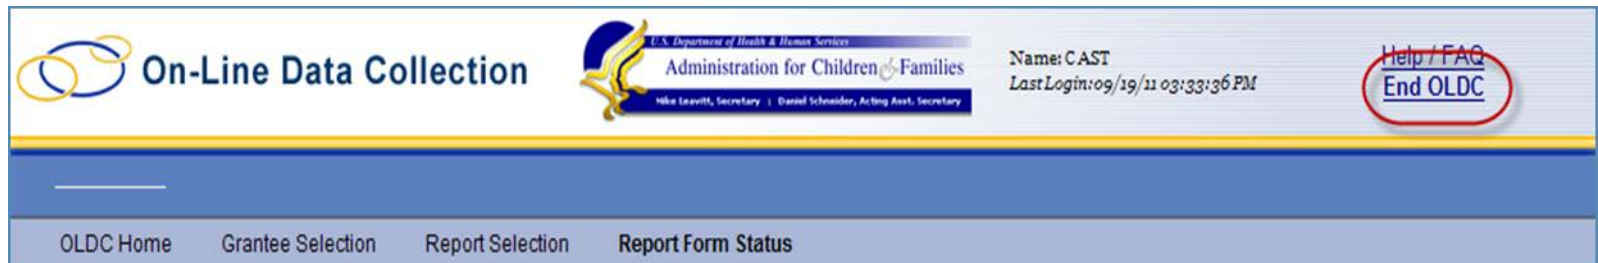 On-Line Data Collection
U.S. Department of Health & Human Services
Administration for Children & Families
Mike Leavitt, Secretary | Daniel Schneider, Acting Asst. Secretary
Name: CAST
Last Login: 09/19/11 03:33:36 PM
Help / FAQ
End OLDC
OLDC Home Grantee Selection Report Selection Report Form Status